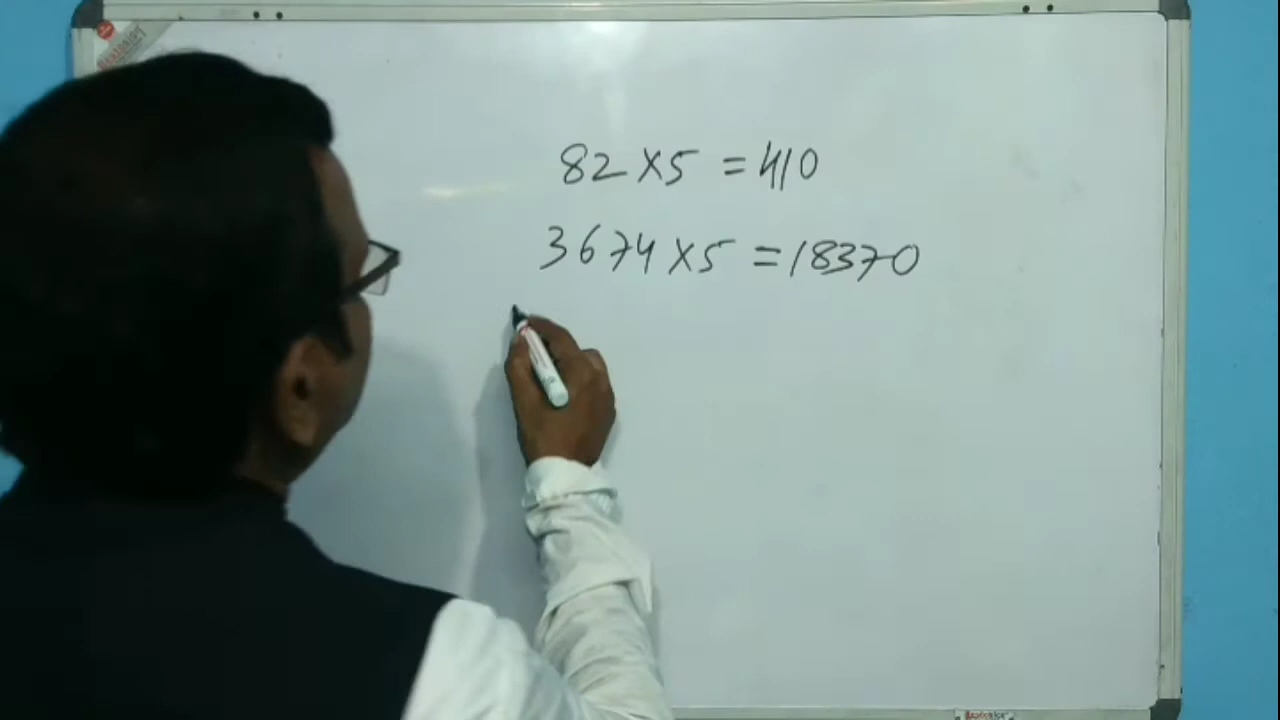 82 × 5 = 410
3674 × 5 = 18370